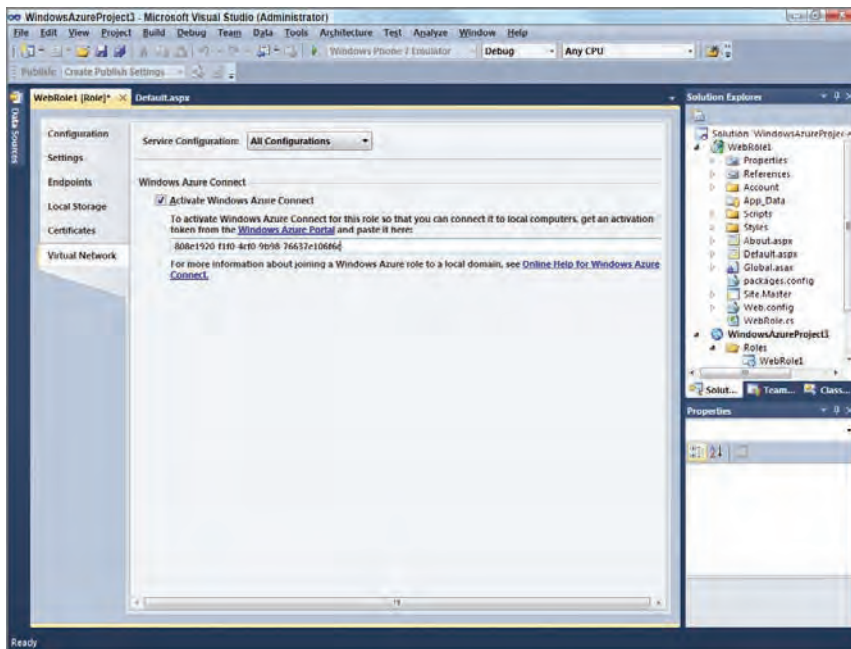 WindowsAzureProject3 - Microsoft Visual Studio (Administrator)
File Edit View Project Build Debug Team Data Tools Architecture Test Analyze Window Help
Windows Phone 7 Emulator Debug Any CPU
Publish: Create Publish Settings
Data Sources
WebRole1 [Role]* Default.aspx
Configuration
Settings
Endpoints
Local Storage
Certificates
Virtual Network
Service Configuration: All Configurations
Windows Azure Connect
Activate Windows Azure Connect
To activate Windows Azure Connect for this role so that you can connect it to local computers, get an activation
token from the Windows Azure Portal and paste it here:
For more information about joining a Windows Azure role to a local domain, see Online Help for Windows Azure
Connect.
Solution Explorer
Solution 'WindowsAzureProjec
WebRole1
Properties
References
Account
App_Data
Scripts
Styles
About.aspx
Default.aspx
Global.asax
packages.config
Site.Master
Web.config
WebRole.cs
WindowsAzureProject3
Roles
WebRole1
Solut... Team... Class...
Properties
Ready